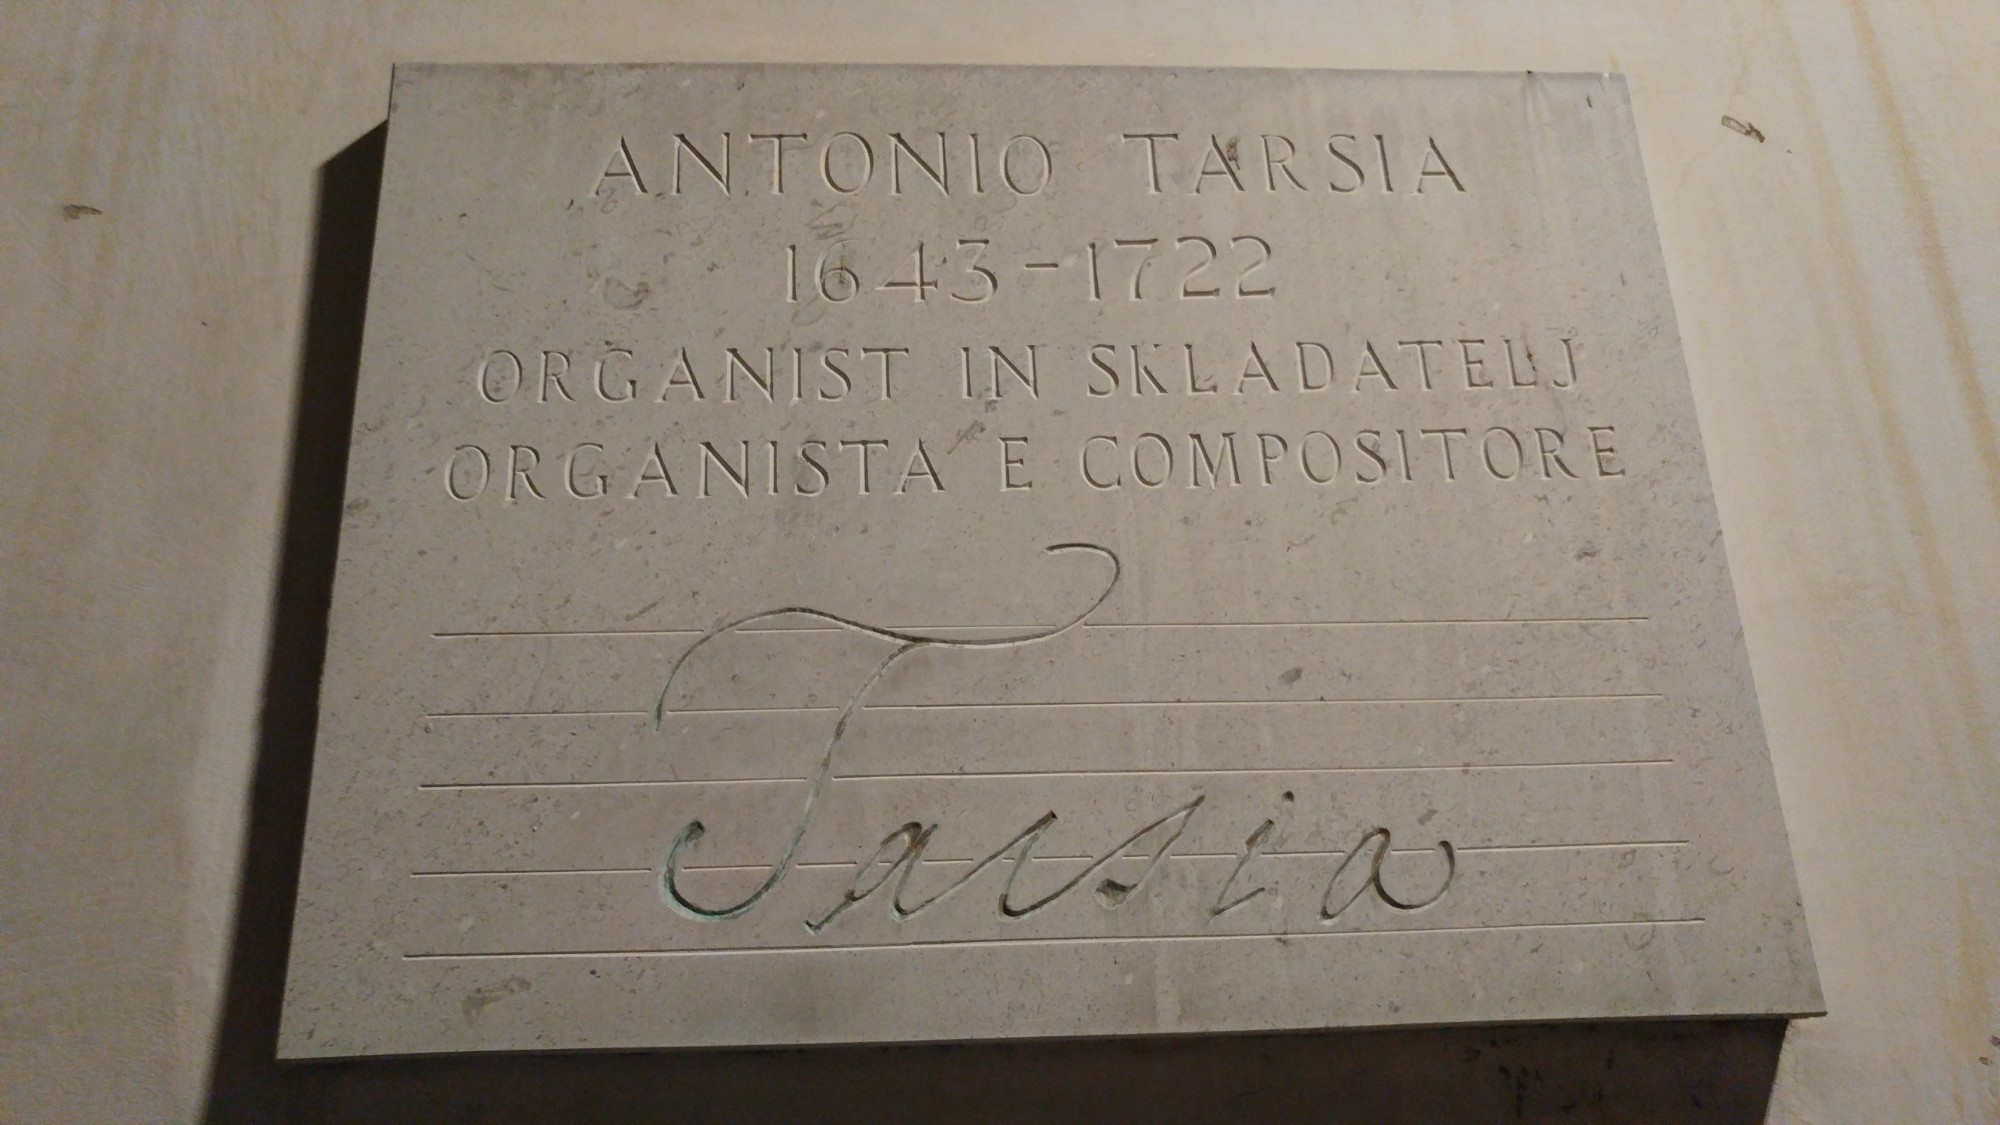 ANTONIO TARSIA
1643-1722
ORGANIST IN SKLADATELJ
ORGANISTA E COMPOSITORE
Tarsia